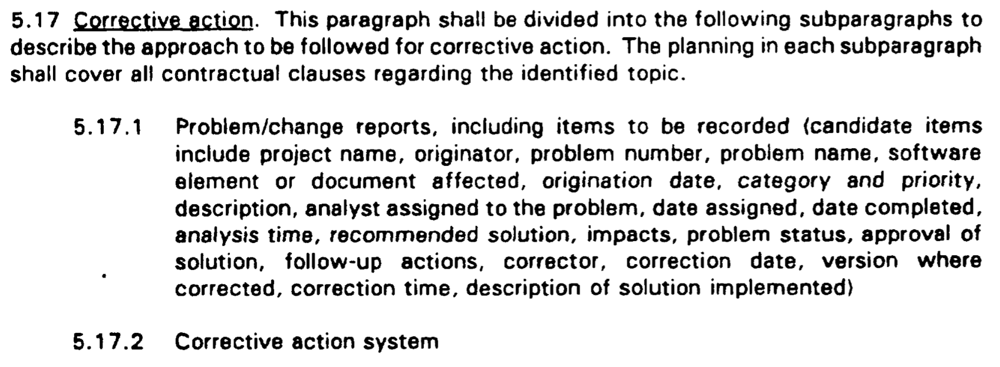 5.17 Corrective action. This paragraph shall be divided into the following subparagraphs to
describe the approach to be followed for corrective action. The planning in each subparagraph
shall cover all contractual clauses regarding the identified topic.
5.17.1 Problem/change reports, including items to be recorded (candidate items
include project name, originator, problem number, problem name, software
element or document affected, origination date, category and priority,
description, analyst assigned to the problem, date assigned, date completed,
analysis time, recommended solution, impacts, problem status, approval of
solution, follow-up actions, corrector, correction date, version where
corrected, correction time, description of solution implemented)
5.17.2 Corrective action system